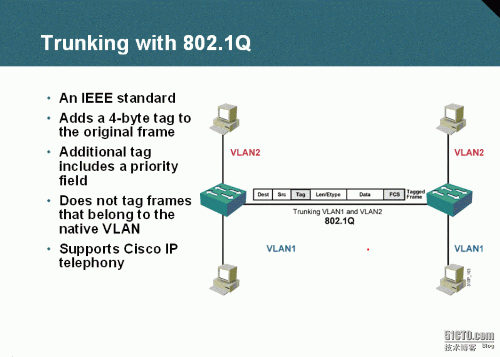 Trunking with 802.1Q
• An IEEE standard
• Adds a 4-byte tag to
the original frame
• Additional tag
includes a priority
field
• Does not tag frames
that belong to the
native VLAN
• Supports Cisco IP
telephony
VLAN2
VLAN2
Dest Src Tag Len/Etype Data FCS Tagged
Frame
Trunking VLAN1 and VLAN2
802.1Q
VLAN1
VLAN1
51CTO.com
技术博客 Blog